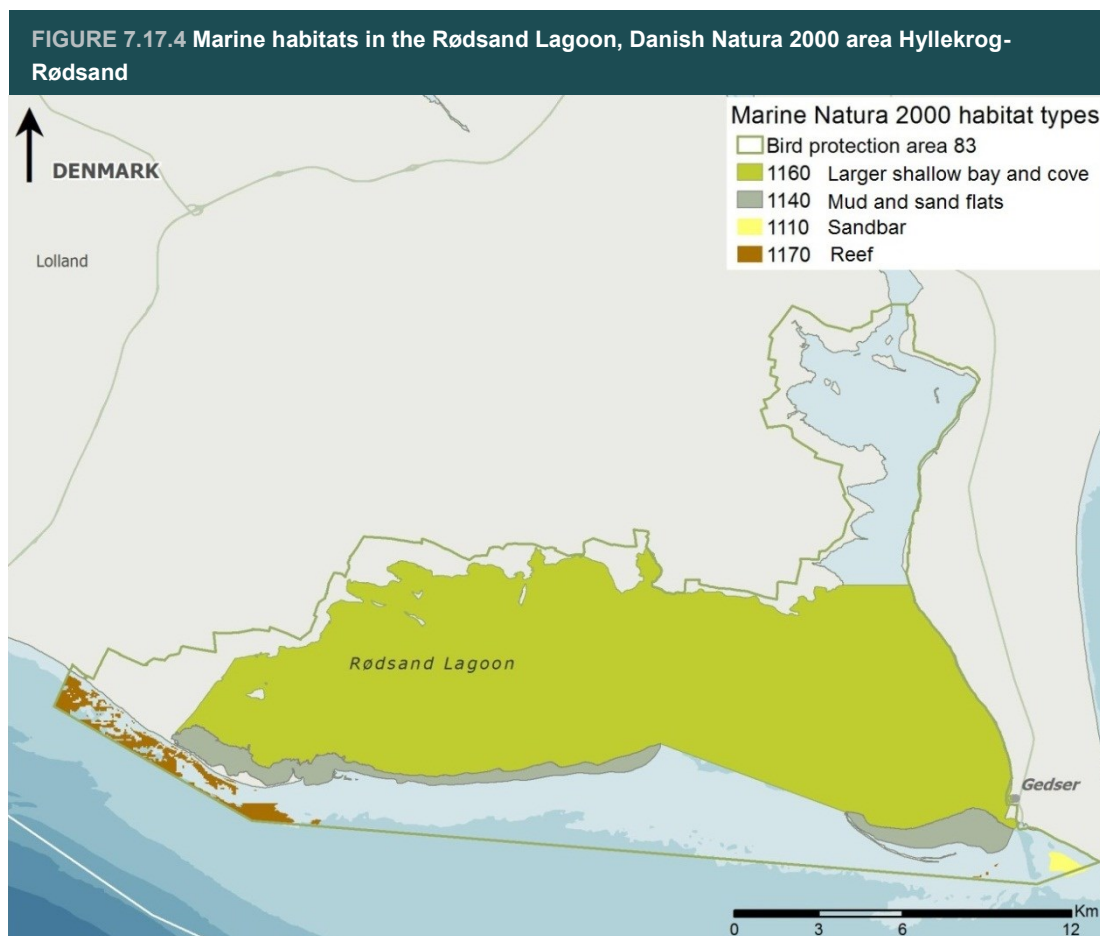 FIGURE 7.17.4 Marine habitats in the Rødsand Lagoon, Danish Natura 2000 area Hyllekrog-
Rødsand
Marine Natura 2000 habitat types
Bird protection area 83
1160 Larger shallow bay and cove
1140 Mud and sand flats
1110 Sandbar
1170 Reef
DENMARK
Lolland
Rødsand Lagoon
Gedser
Km
0 3 6 12